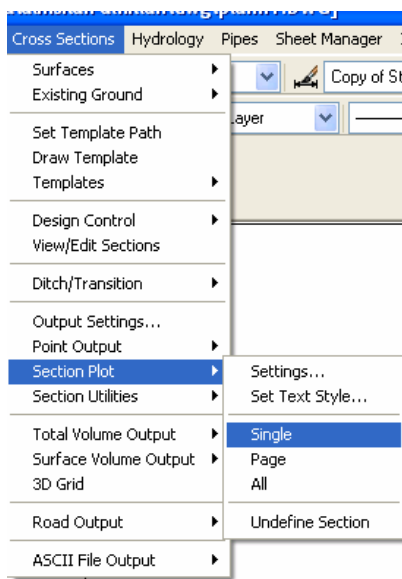 Cross Sections Hydrology Pipes Sheet Manager
Copy of St
Layer
Surfaces
Existing Ground
Set Template Path
Draw Template
Templates
Design Control
View/Edit Sections
Ditch/Transition
Output Settings...
Point Output
Section Plot
Section Utilities
Total Volume Output
Surface Volume Output
3D Grid
Road Output
ASCII File Output
Settings...
Set Text Style...
Single
Page
All
Undefine Section